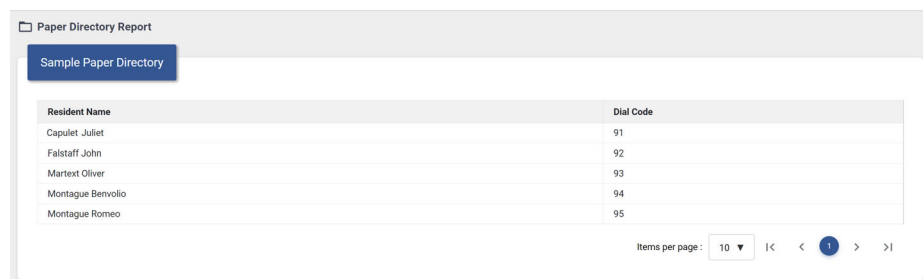 Paper Directory Report
Sample Paper Directory
Resident Name Dial Code
Capulet Juliet 91
Falstaff John 92
Martext Oliver 93
Montague Benvolio 94
Montague Romeo 95
Items per page : 10 1